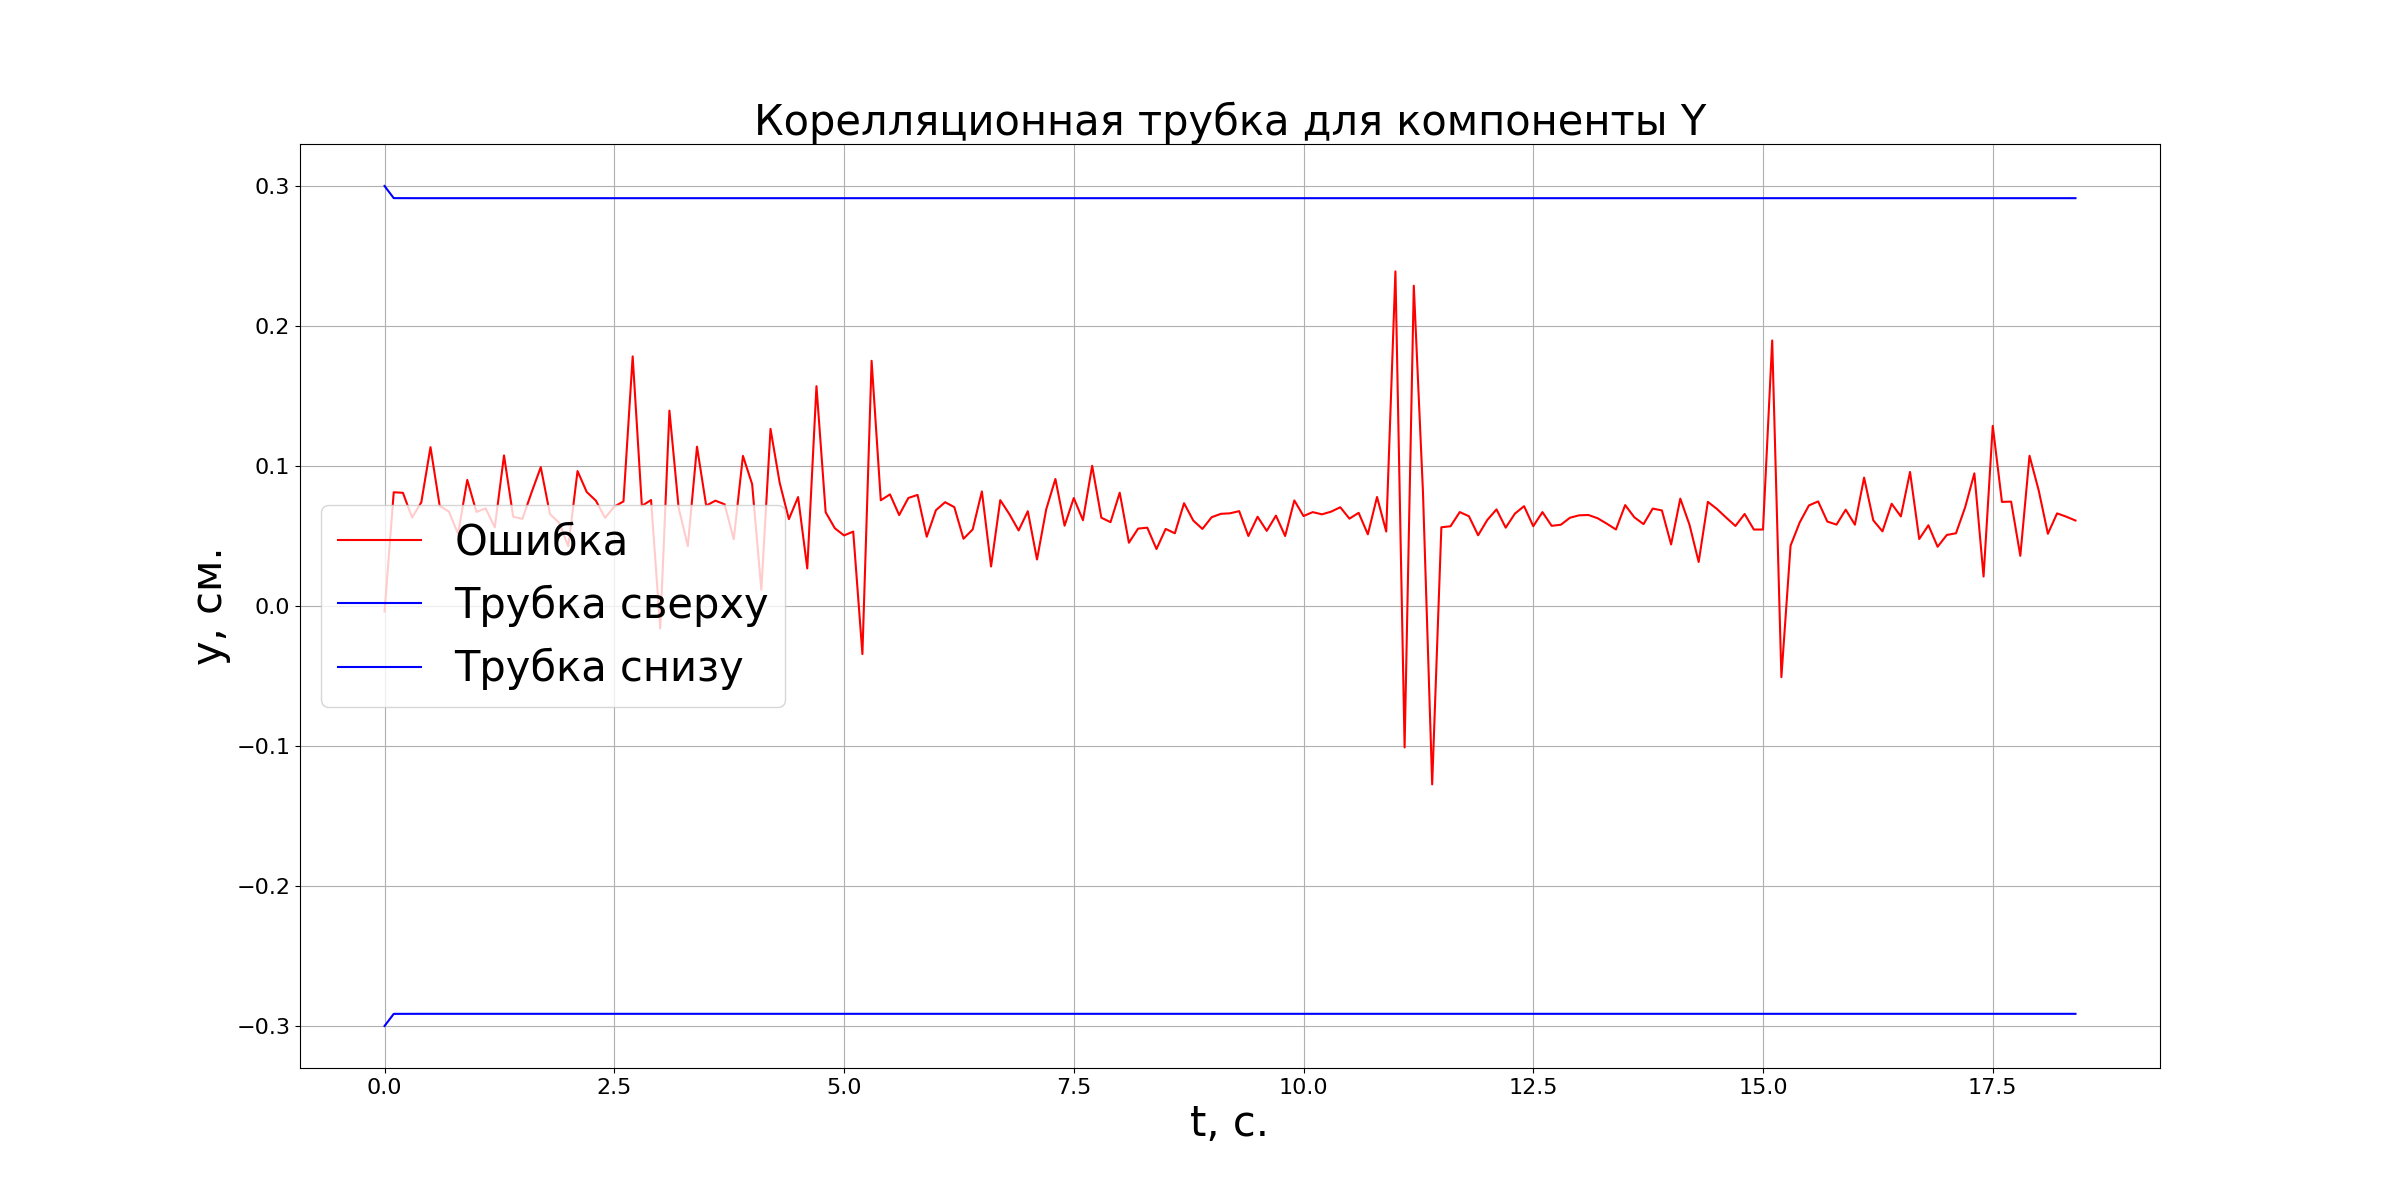 Корелляционная трубка для компоненты Y
0.3
0.2
0.1
0.0
−0.1
−0.2
−0.3
y, см.
Ошибка
Трубка сверху
Трубка снизу
0.0 2.5 5.0 7.5 10.0 12.5 15.0 17.5
t, с.